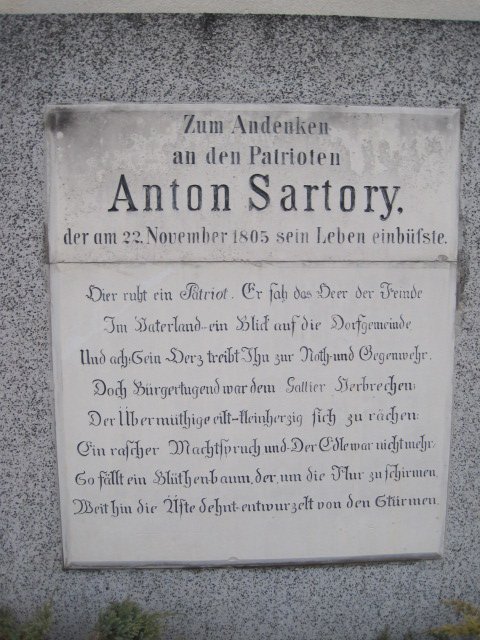 Zum Andenken
an den Patrioten
Anton Sartory,
der am 22. November 1805 sein Leben einbüfste.
Hier ruht ein Patriot. Er sah das Heer der Feinde
Im Vaterland-ein Blick auf die Dorfgemeinde
Und ach! Sein Herz treibt Ihn zur Noth-und Gegenwehr.
Doch Bürgertugend war dem Gallier Verbrechen;
Der Übermüthige eilt-kleinherzig sich zu rächen:
Ein rascher Machtspruch und-Der Edle war nicht mehr.
So fällt ein Blüthenbaum, der, um die Flur zu schirmen,
Weit hin die Äste dehnt-entwurzelt von den Stürmen.